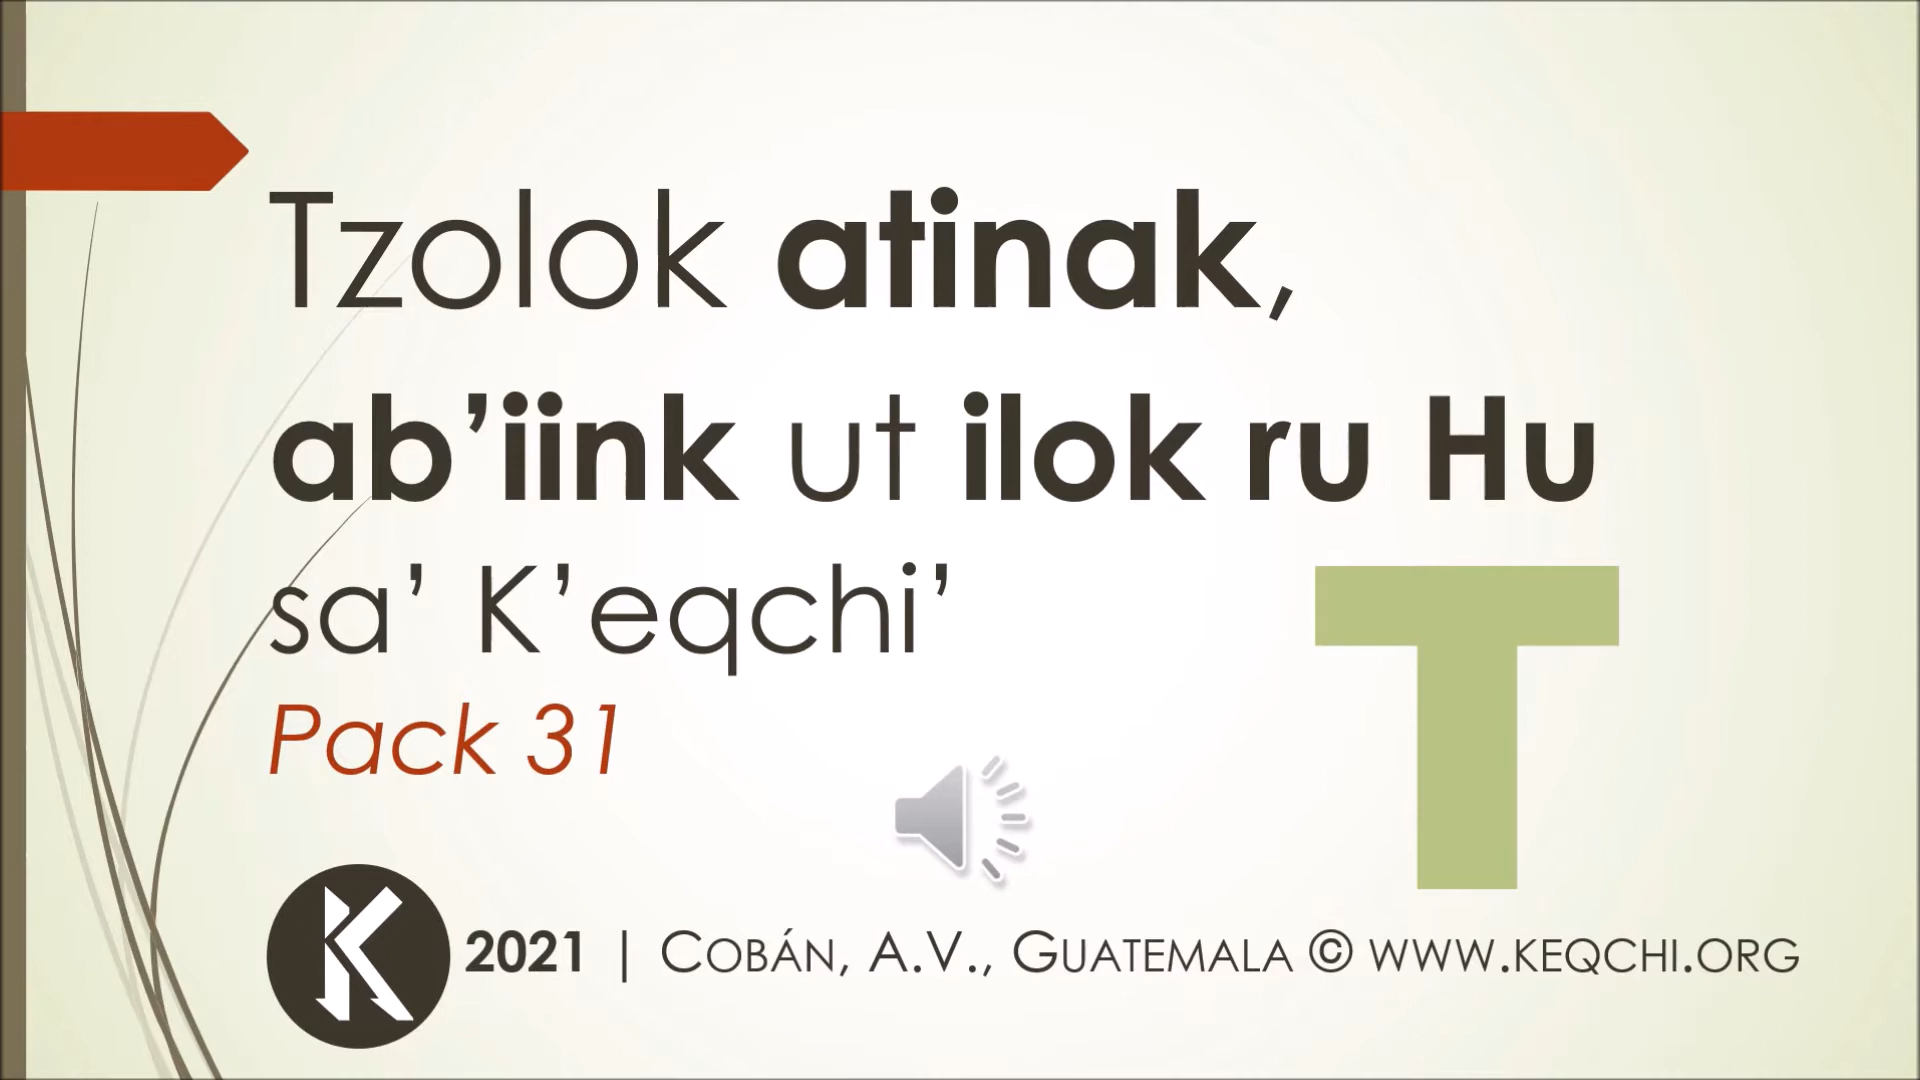 Tzolok atinak,
ab’iink ut ilok ru Hu
sa’ K’eqchi’
Pack 31
T
K 2021 | Cobán, A.V., Guatemala © www.keqchi.org